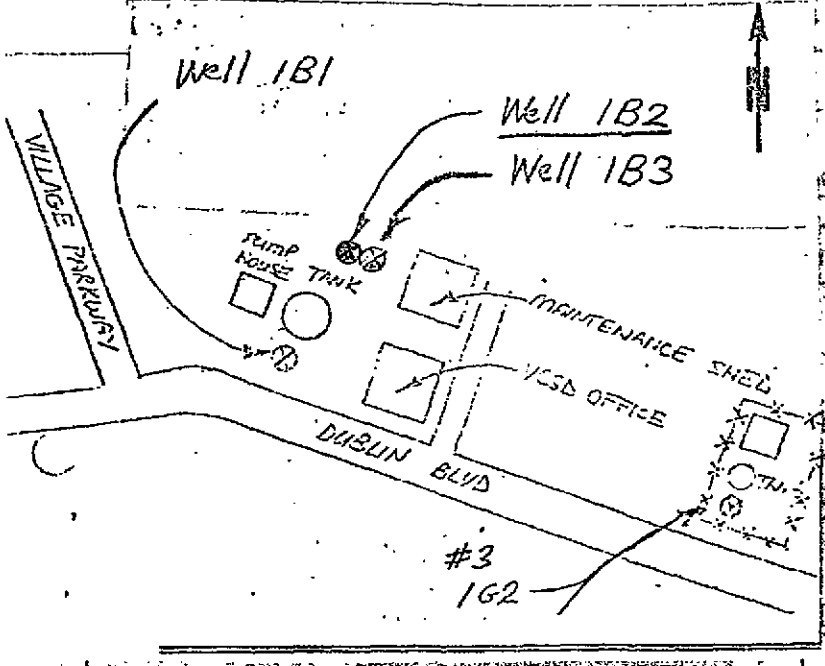 Well 1B1
Well 1B2
Well 1B3
VILLAGE PARKWAY
PUMP
HOUSE
TANK
MAINTENANCE SHED
VCSD OFFICE
DUBLIN BLVD
#3
1G2